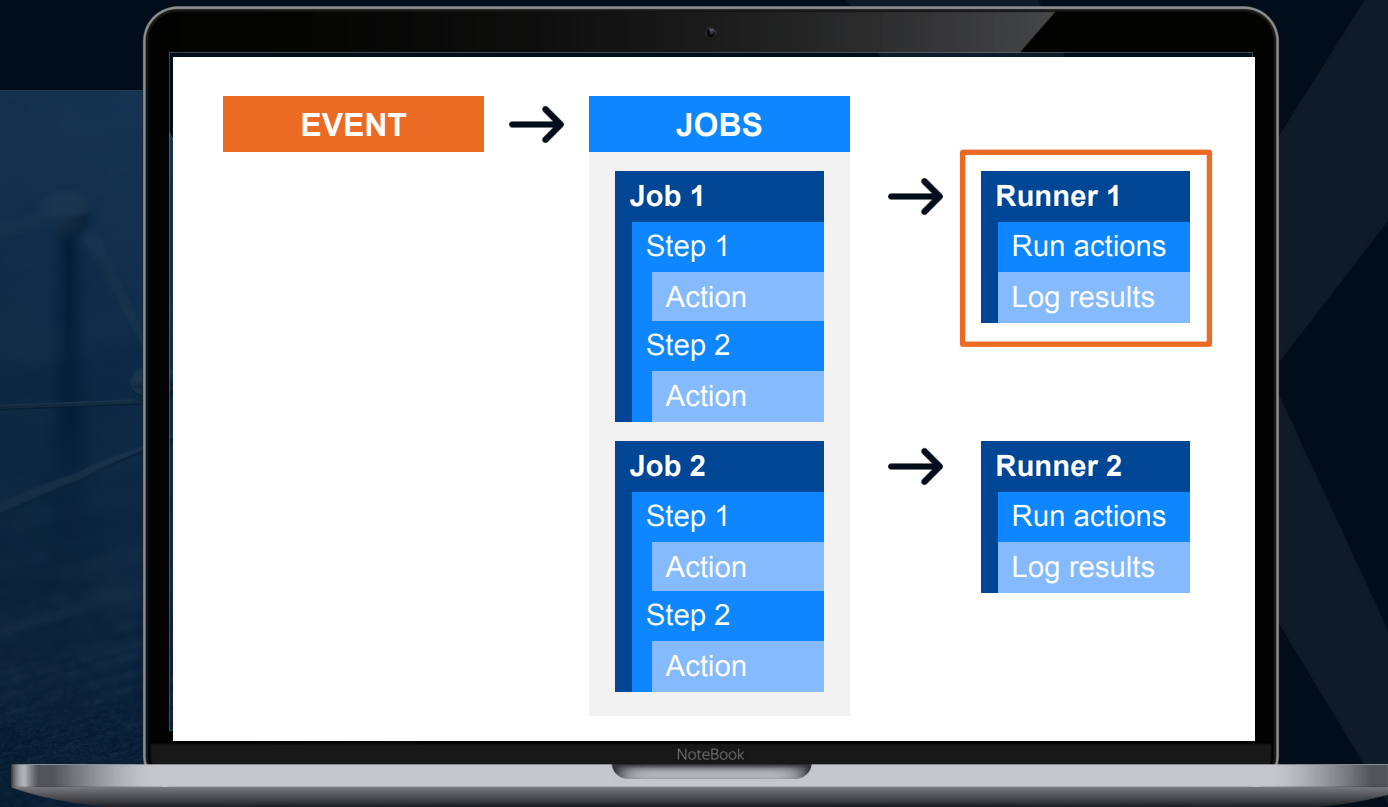 EVENT
JOBS
Job 1
Step 1
Action
Step 2
Action
Runner 1
Run actions
Log results
Job 2
Step 1
Action
Step 2
Action
Runner 2
Run actions
Log results
NoteBook